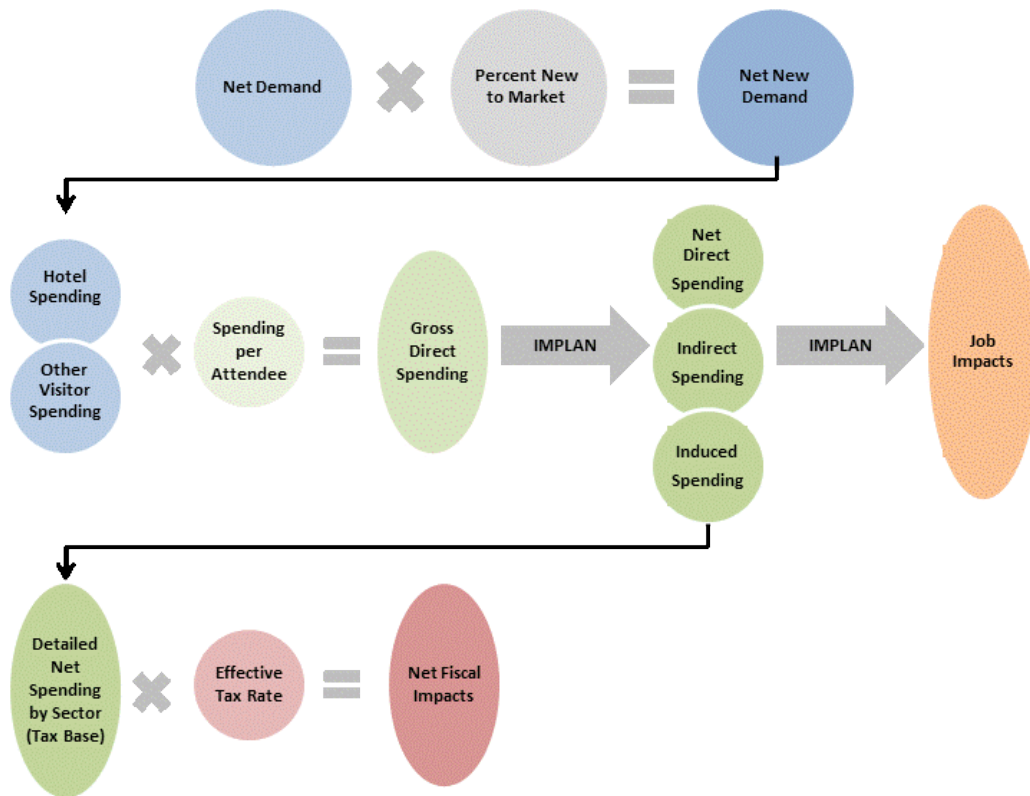 Net Demand
Percent New
to Market
Net New
Demand
Hotel
Spending
Other
Visitor
Spending
Spending
per
Attendee
Gross
Direct
Spending
IMPLAN
Net
Direct
Spending
Indirect
Spending
Induced
Spending
IMPLAN
Job
Impacts
Detailed
Net
Spending
by Sector
(Tax Base)
Effective
Tax Rate
Net Fiscal
Impacts